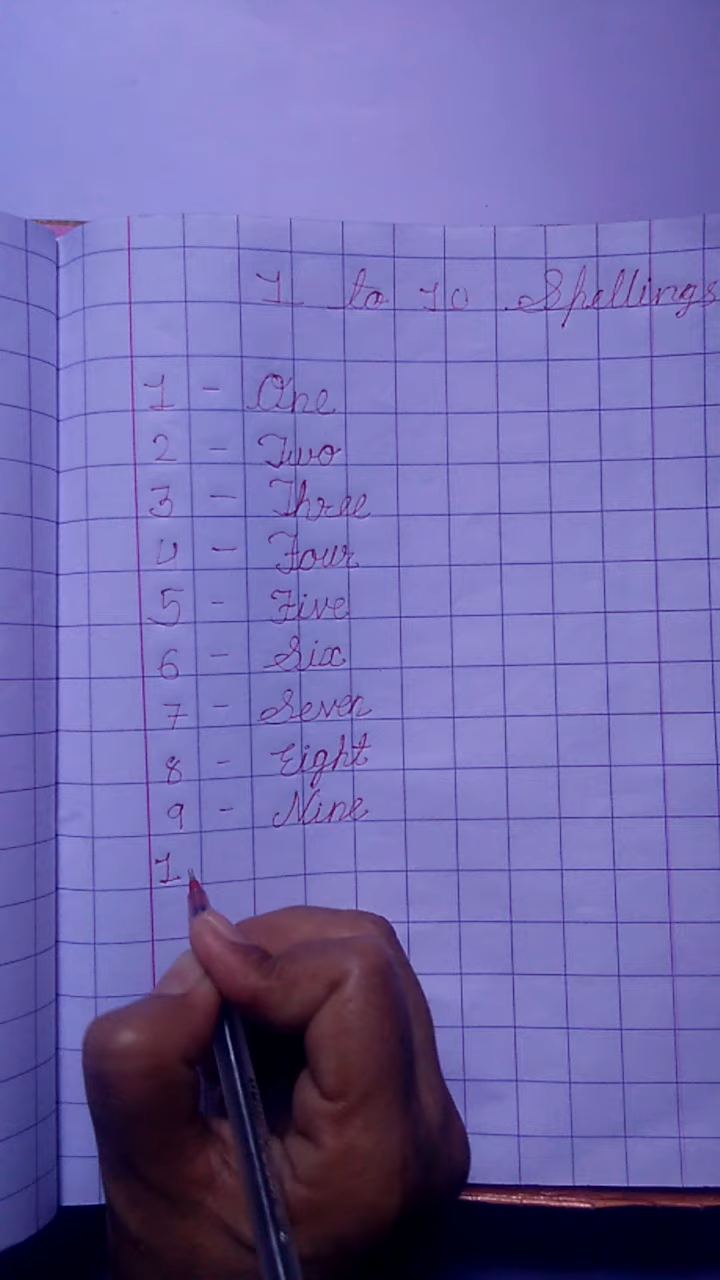 1 to 10 Spellings
1 - One
2 - Two
3 - Three
4 - Four
5 - Five
6 - Six
7 - Seven
8 - Eight
9 - Nine
1